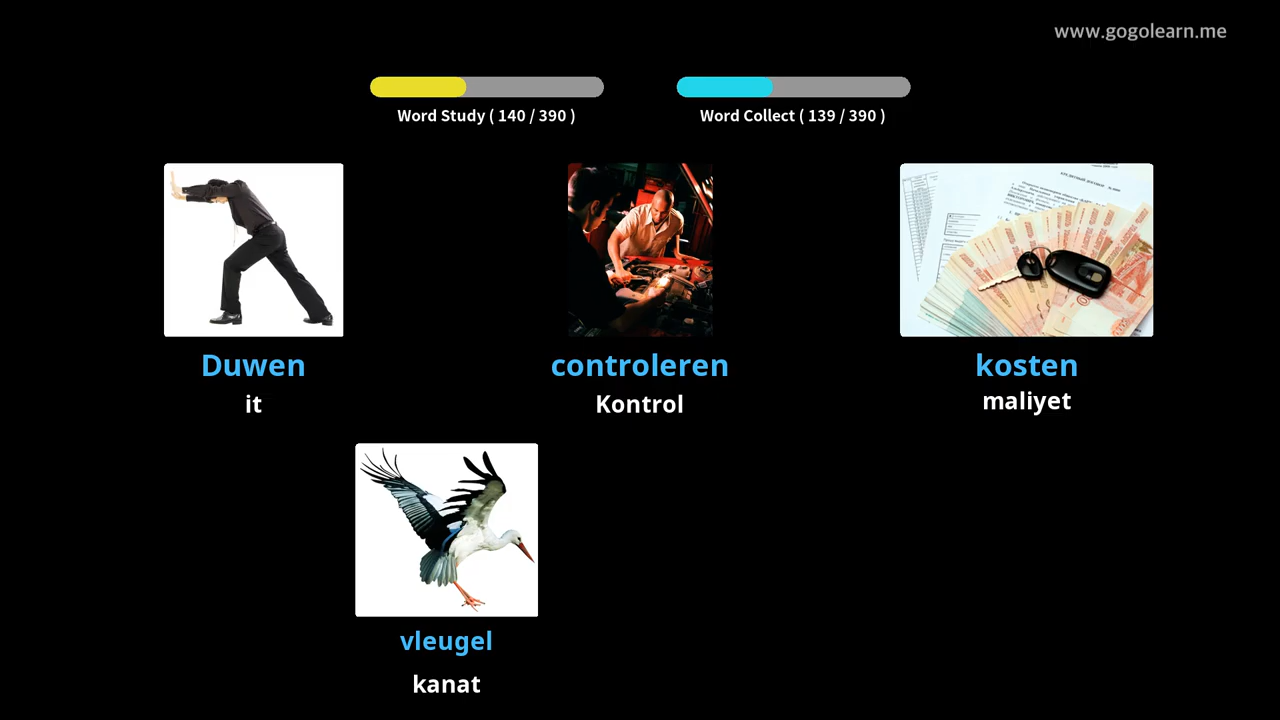 www.gogolearn.me
Word Study ( 140 / 390 )
Word Collect ( 139 / 390 )
Duwen
controleren
kosten
it
Kontrol
maliyet
vleugel
kanat